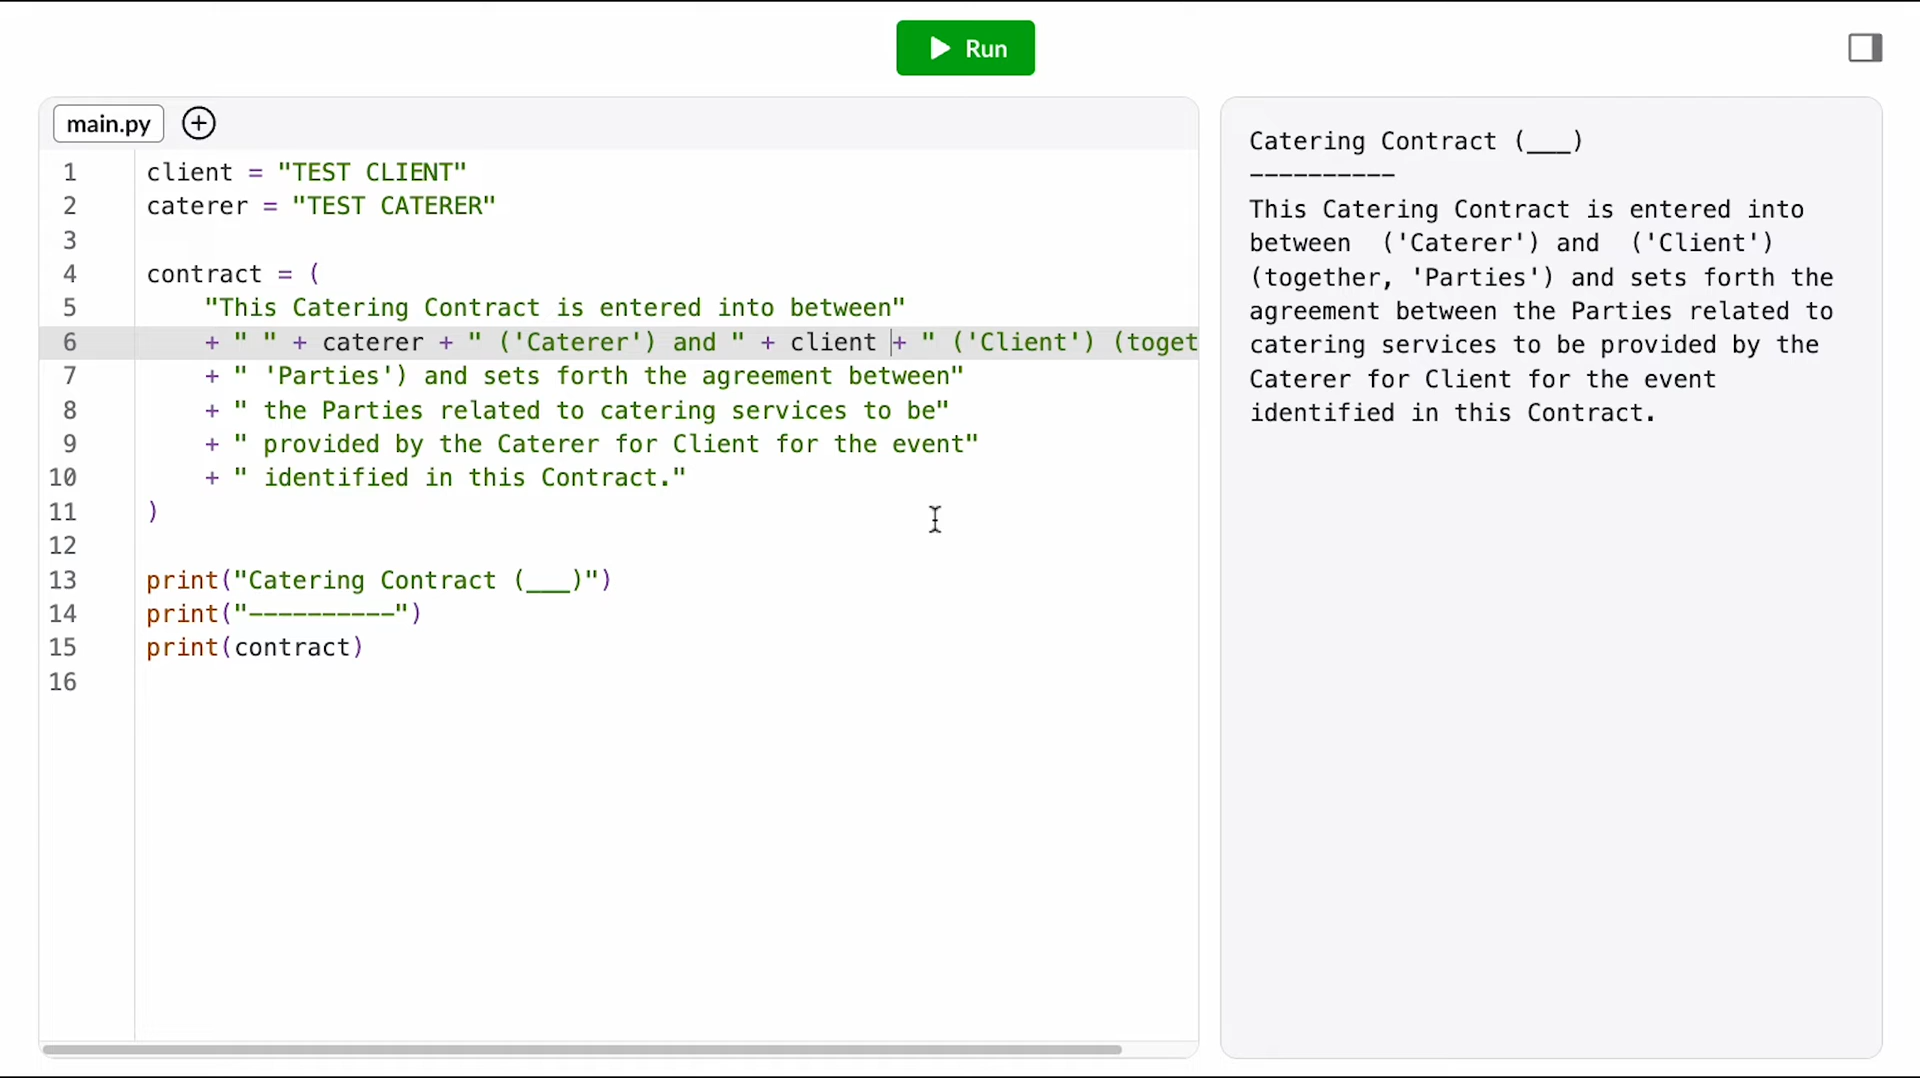 Run
main.py
1 client = "TEST CLIENT"
2 caterer = "TEST CATERER"
3
4 contract = (
5 "This Catering Contract is entered into between"
6 + " " + caterer + " ('Caterer') and " + client + " ('Client') (toget
7 + " 'Parties') and sets forth the agreement between"
8 + " the Parties related to catering services to be"
9 + " provided by the Caterer for Client for the event"
10 + " identified in this Contract."
11 )
12
13 print("Catering Contract (___)")
14 print("----------")
15 print(contract)
16
Catering Contract (___)
----------
This Catering Contract is entered into
between  ('Caterer') and  ('Client')
(together, 'Parties') and sets forth the
agreement between the Parties related to
catering services to be provided by the
Caterer for Client for the event
identified in this Contract.